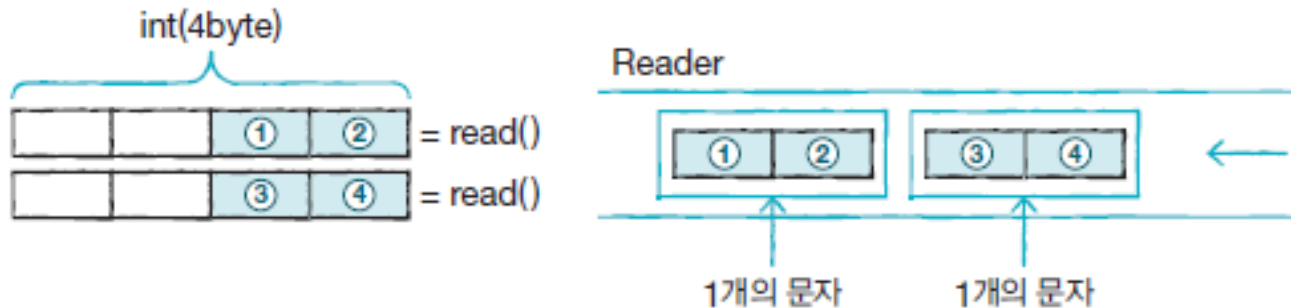 int(4byte)
① ② = read()
③ ④ = read()
Reader
① ② ③ ④
1개의 문자 1개의 문자